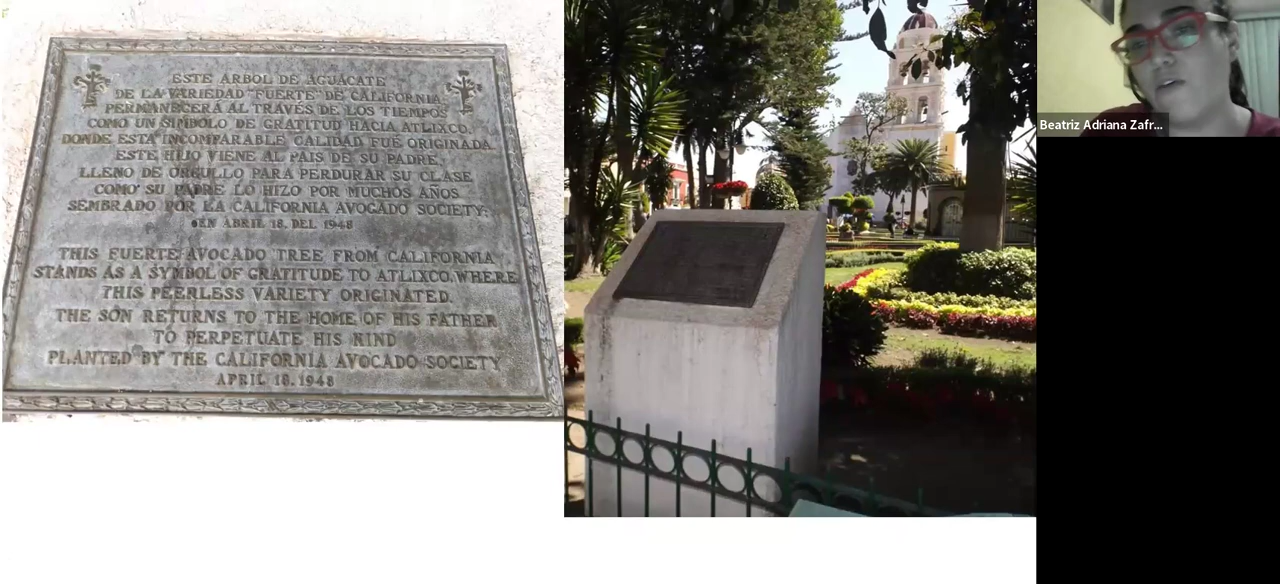 ESTE ARBOL DE AGUACATE
DE LA VARIEDAD "FUERTE" DE CALIFORNIA
PERMANECERÁ AL TRAVÉS DE LOS TIEMPOS
COMO UN SIMBOLO DE GRATITUD HACIA ATLIXCO.
DONDE ESTA INCOMPARABLE CALIDAD FUE ORIGINADA.
ESTE HIJO VIENE AL PAIS DE SU PADRE,
LLENO DE ORGULLO PARA PERDURAR SU CLASE
COMO SU PADRE LO HIZO POR MUCHOS AÑOS
SEMBRADO POR LA CALIFORNIA AVOCADO SOCIETY:
EN ABRIL 18. DEL 1948
THIS FUERTE AVOCADO TREE FROM CALIFORNIA
STANDS AS A SYMBOL OF GRATITUDE TO ATLIXCO. WHERE
THIS PEERLESS VARIETY ORIGINATED.
THE SON RETURNS TO THE HOME OF HIS FATHER
TO PERPETUATE HIS KIND
PLANTED BY THE CALIFORNIA AVOCADO SOCIETY
APRIL 18. 1948
Beatriz Adriana Zafr...